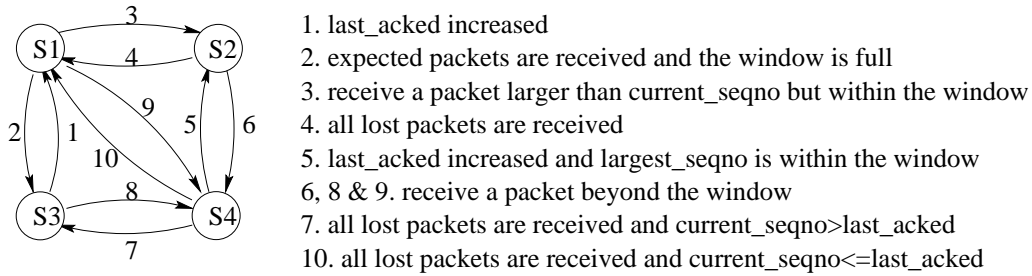 3
S1
S2
4
9
2
1
5
6
10
S3
8
S4
7
1. last_acked increased
2. expected packets are received and the window is full
3. receive a packet larger than current_seqno but within the window
4. all lost packets are received
5. last_acked increased and largest_seqno is within the window
6, 8 & 9. receive a packet beyond the window
7. all lost packets are received and current_seqno>last_acked
10. all lost packets are received and current_seqno<=last_acked